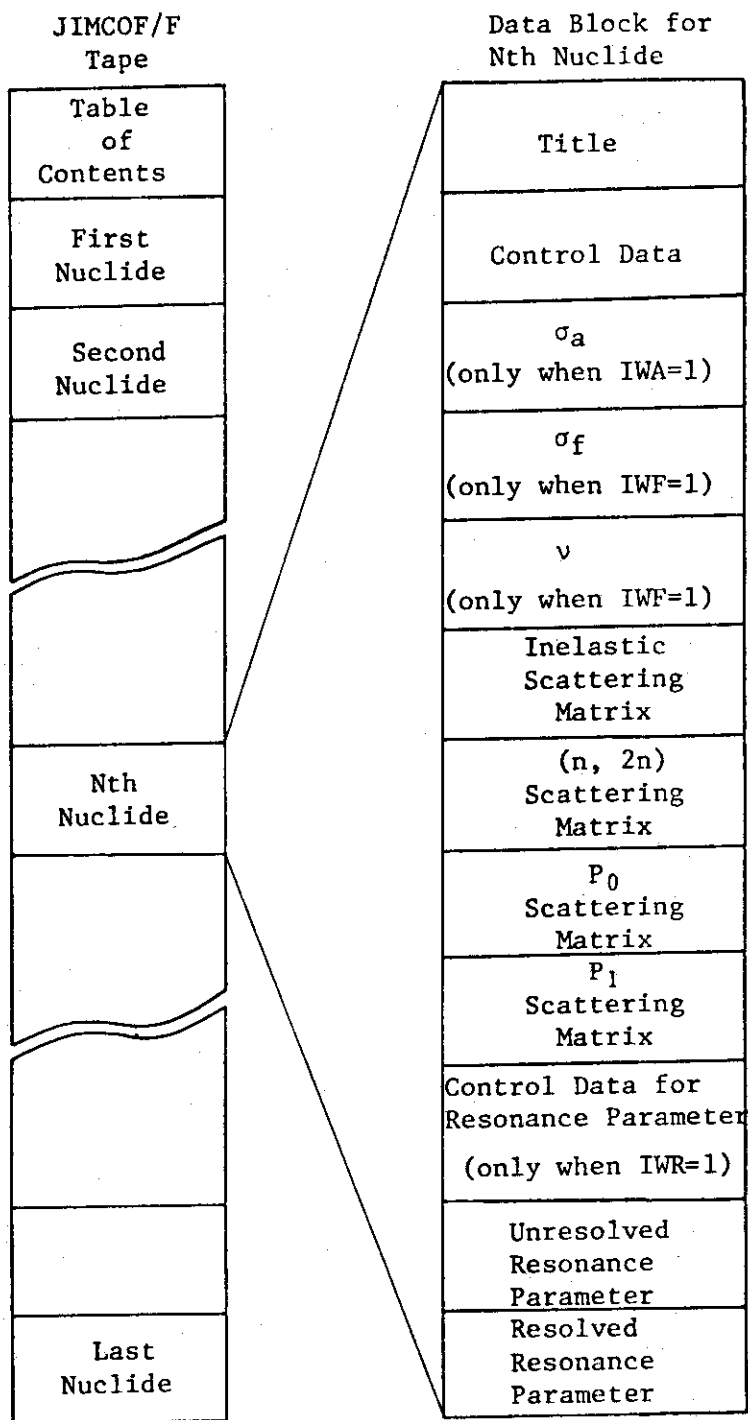 JIMCOF/F
Tape
Table
of
Contents
First
Nuclide
Second
Nuclide
Nth
Nuclide
Last
Nuclide
Data Block for
Nth Nuclide
Title
Control Data
σa
(only when IWA=1)
σf
(only when IWF=1)
ν
(only when IWF=1)
Inelastic
Scattering
Matrix
(n, 2n)
Scattering
Matrix
P0
Scattering
Matrix
P1
Scattering
Matrix
Control Data for
Resonance Parameter
(only when IWR=1)
Unresolved
Resonance
Parameter
Resolved
Resonance
Parameter